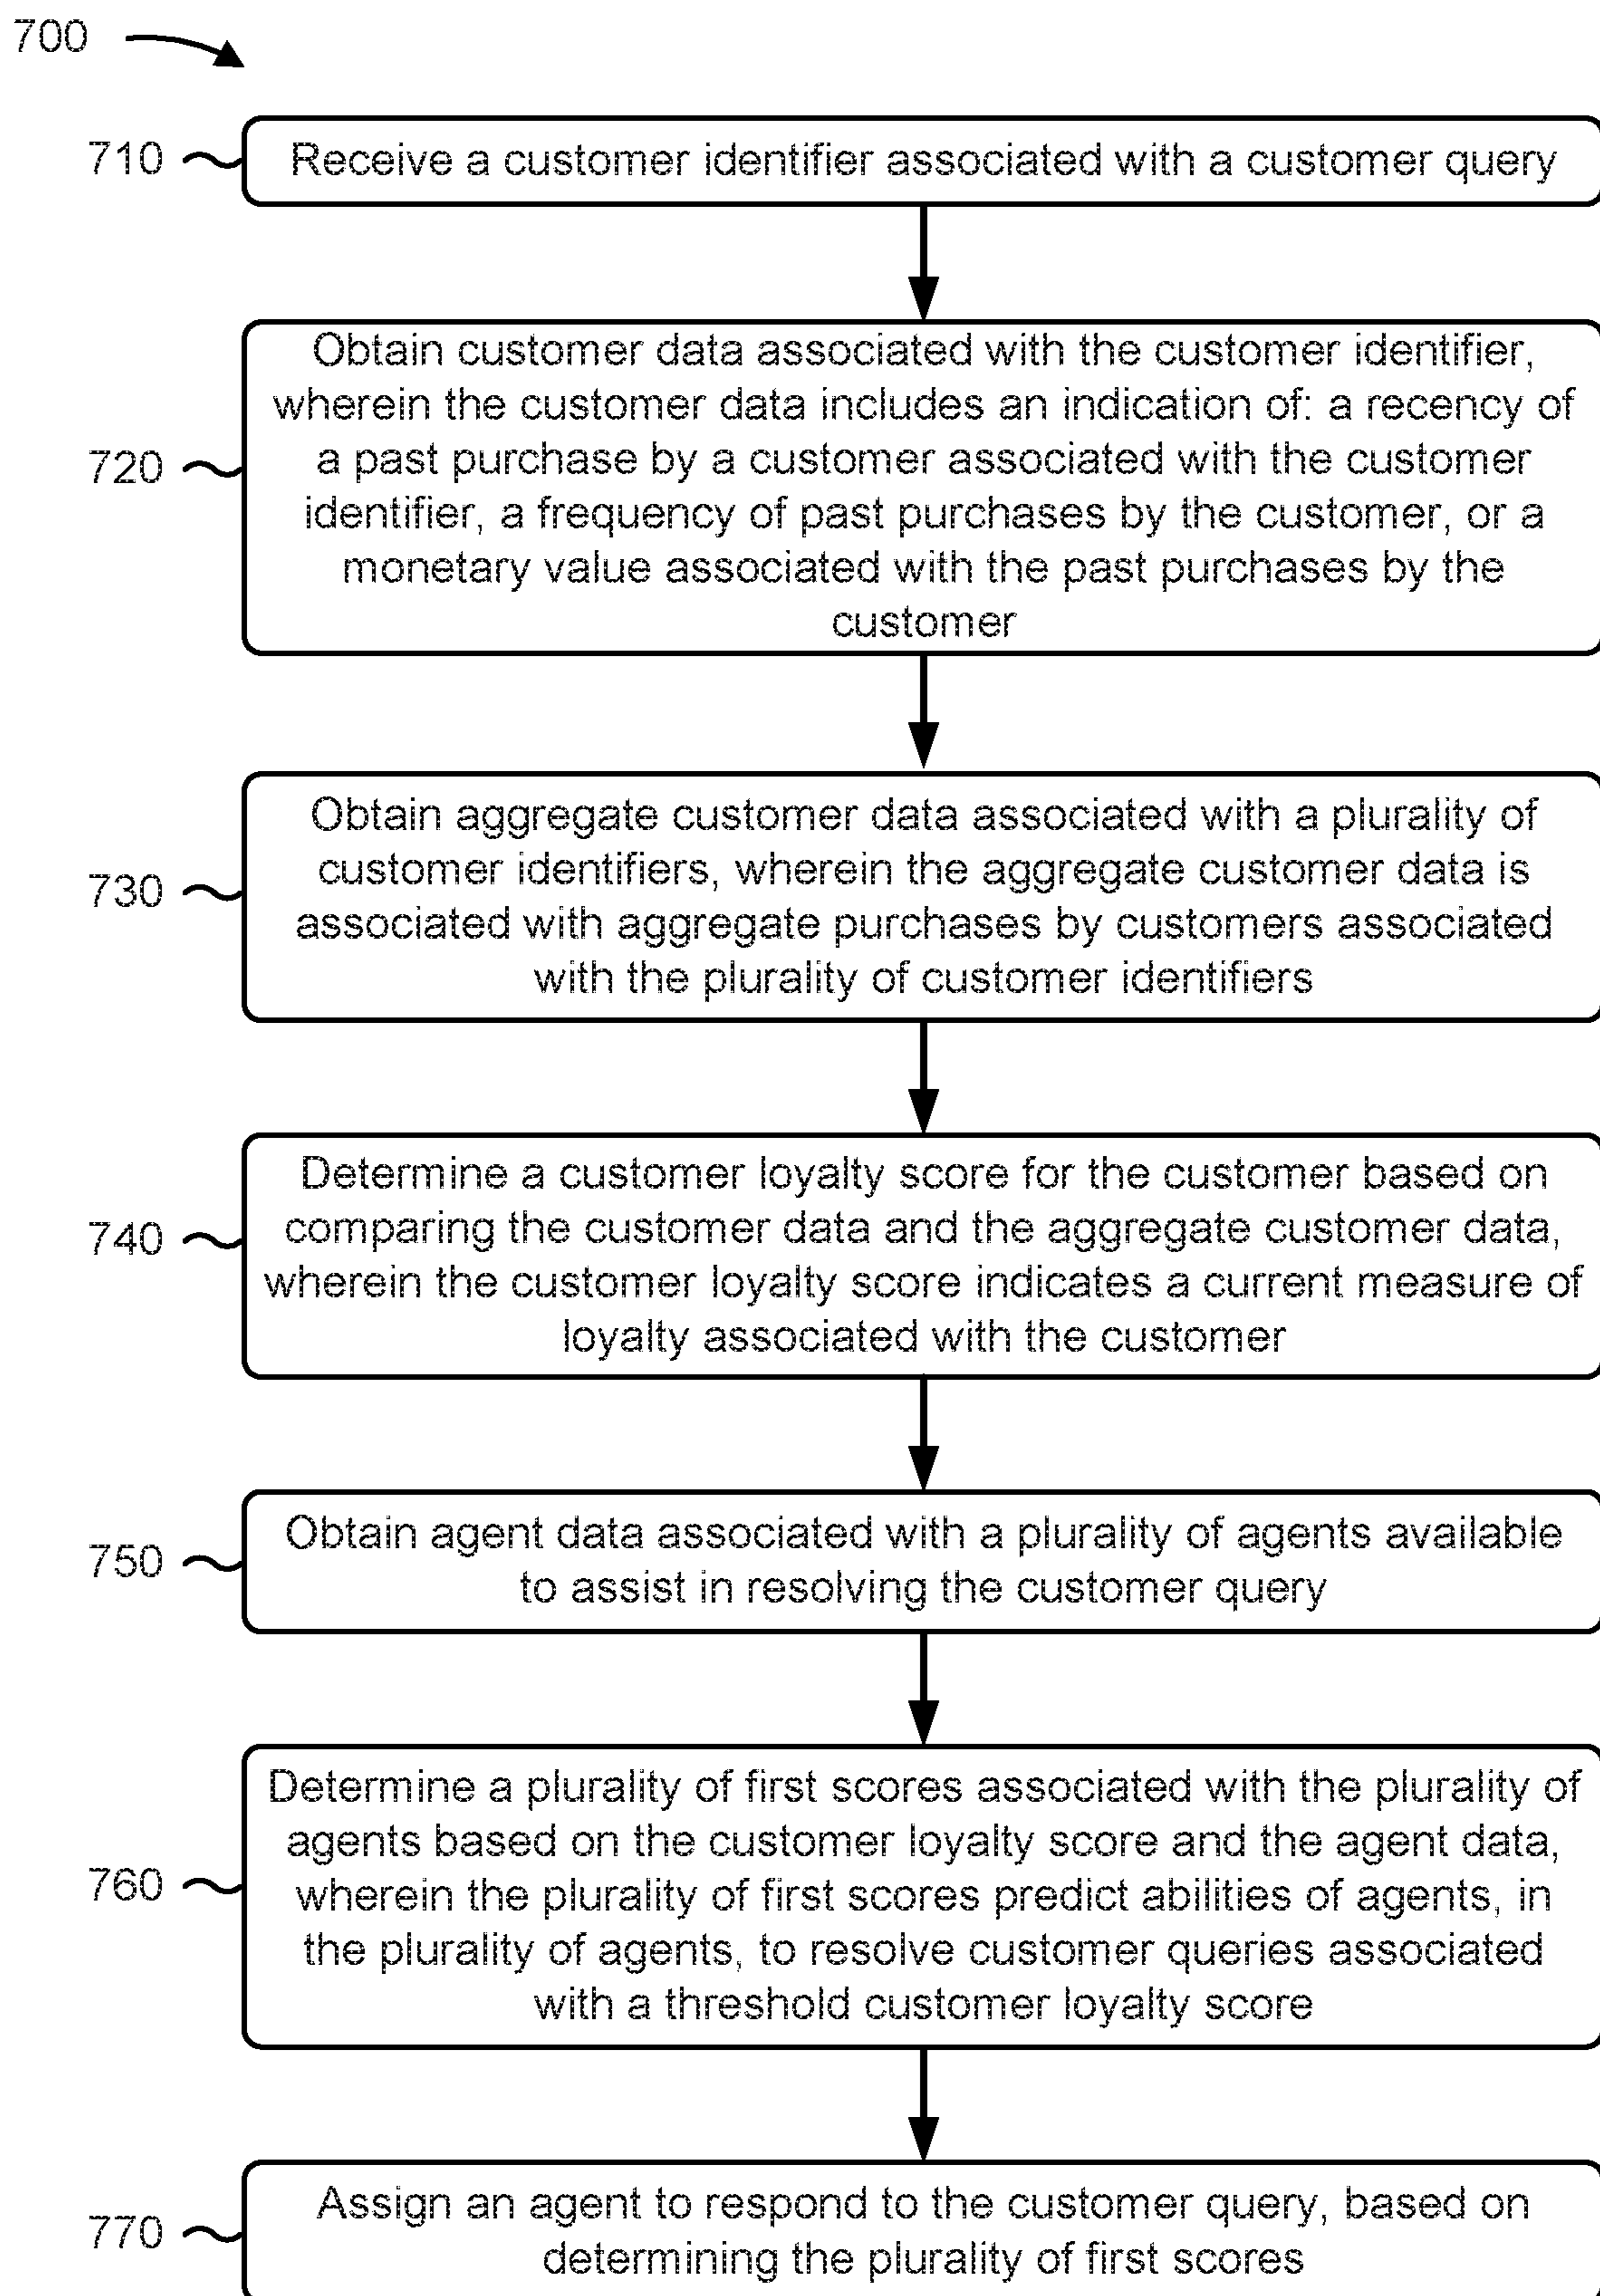 700
710
Receive a customer identifier associated with a customer query
720
Obtain customer data associated with the customer identifier,
wherein the customer data includes an indication of: a recency of
a past purchase by a customer associated with the customer
identifier, a frequency of past purchases by the customer, or a
monetary value associated with the past purchases by the
customer
730
Obtain aggregate customer data associated with a plurality of
customer identifiers, wherein the aggregate customer data is
associated with aggregate purchases by customers associated
with the plurality of customer identifiers
740
Determine a customer loyalty score for the customer based on
comparing the customer data and the aggregate customer data,
wherein the customer loyalty score indicates a current measure of
loyalty associated with the customer
750
Obtain agent data associated with a plurality of agents available
to assist in resolving the customer query
760
Determine a plurality of first scores associated with the plurality of
agents based on the customer loyalty score and the agent data,
wherein the plurality of first scores predict abilities of agents, in
the plurality of agents, to resolve customer queries associated
with a threshold customer loyalty score
770
Assign an agent to respond to the customer query, based on
determining the plurality of first scores